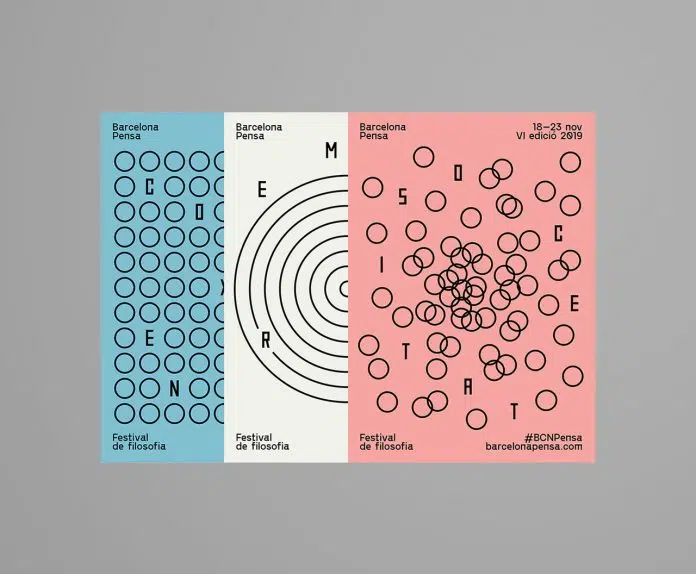 Barcelona
Pensa
C
O
E
N
Festival
de filosofia
Barcelona
Pensa
M
E
R
Festival
de filosofia
Barcelona
Pensa
18—23 nov
VI edició 2019
O
S
C
I
E
T
A
T
Festival
de filosofia
#BCNPensa
barcelonapensa.com